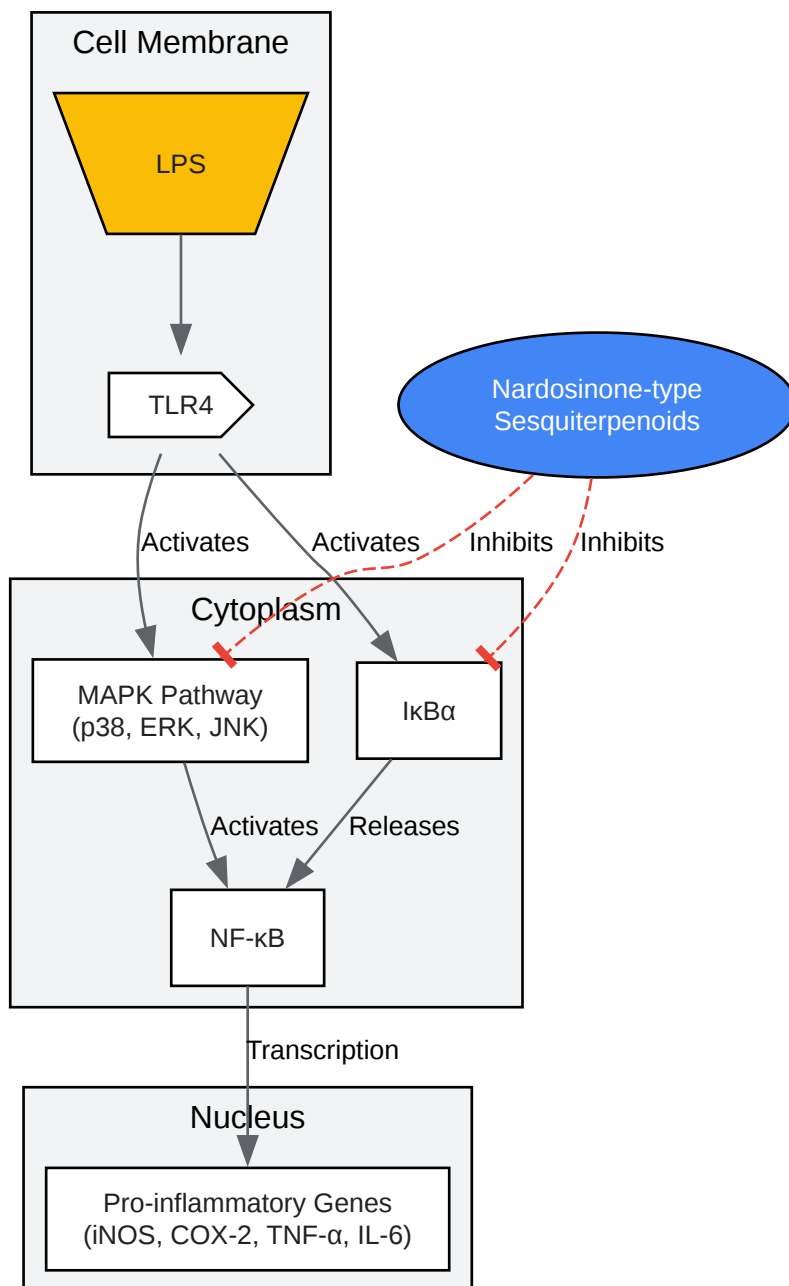 Cell Membrane
LPS
TLR4
Nardosinone-type
Sesquiterpenoids
Activates
Activates
Inhibits
Inhibits
Cytoplasm
MAPK Pathway
(p38, ERK, JNK)
IκBα
Activates
Releases
NF-κB
Transcription
Nucleus
Pro-inflammatory Genes
(iNOS, COX-2, TNF-α, IL-6)